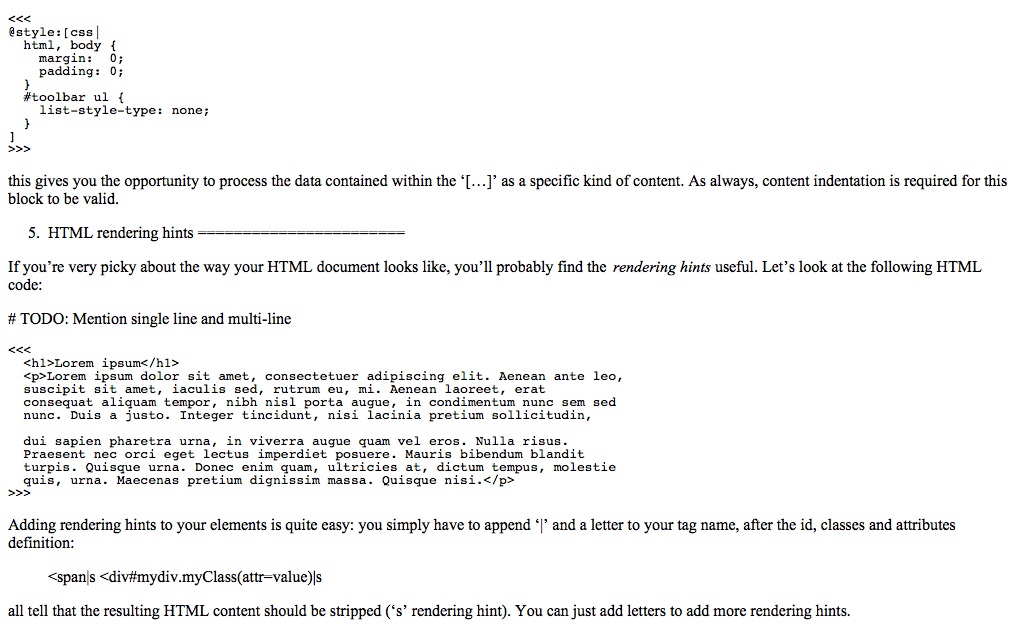 <<<
@style:[css|
  html, body {
    margin:  0;
    padding: 0;
  }
  #toolbar ul {
    list-style-type: none;
  }
]
>>>
this gives you the opportunity to process the data contained within the ‘[…]’ as a specific kind of content. As always, content indentation is required for this
block to be valid.
5. HTML rendering hints =======================
If you’re very picky about the way your HTML document looks like, you’ll probably find the rendering hints useful. Let’s look at the following HTML
code:
# TODO: Mention single line and multi-line
<<<
  <h1>Lorem ipsum</h1>
  <p>Lorem ipsum dolor sit amet, consectetuer adipiscing elit. Aenean ante leo,
  suscipit sit amet, iaculis sed, rutrum eu, mi. Aenean laoreet, erat
  consequat aliquam tempor, nibh nisl porta augue, in condimentum nunc sem sed
  nunc. Duis a justo. Integer tincidunt, nisi lacinia pretium sollicitudin,
  dui sapien pharetra urna, in viverra augue quam vel eros. Nulla risus.
  Praesent nec orci eget lectus imperdiet posuere. Mauris bibendum blandit
  turpis. Quisque urna. Donec enim quam, ultricies at, dictum tempus, molestie
  quis, urna. Maecenas pretium dignissim massa. Quisque nisi.</p>
>>>
Adding rendering hints to your elements is quite easy: you simply have to append ‘|’ and a letter to your tag name, after the id, classes and attributes
definition:
<span|s <div#mydiv.myClass(attr=value)|s
all tell that the resulting HTML content should be stripped (‘s’ rendering hint). You can just add letters to add more rendering hints.